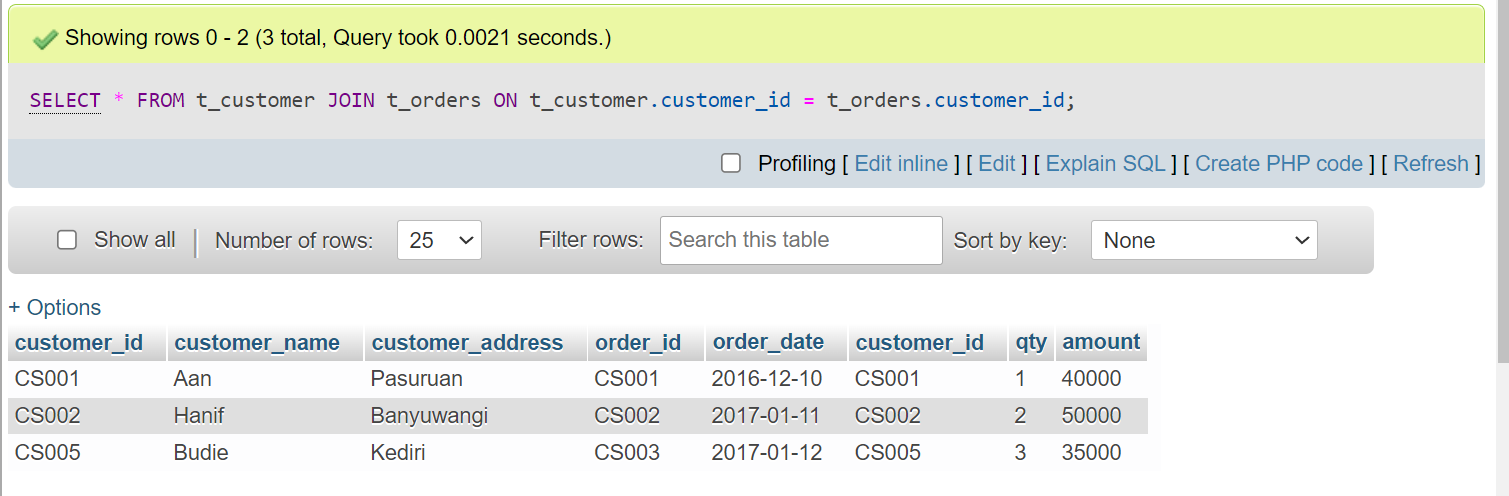 Showing rows 0 - 2 (3 total, Query took 0.0021 seconds.)
SELECT * FROM t_customer JOIN t_orders ON t_customer.customer_id = t_orders.customer_id;
Profiling [ Edit inline ] [ Edit ] [ Explain SQL ] [ Create PHP code ] [ Refresh ]
Show all | Number of rows: 25 Filter rows: Search this table Sort by key: None
+ Options
customer_id customer_name customer_address order_id order_date customer_id qty amount
CS001 Aan Pasuruan CS001 2016-12-10 CS001 1 40000
CS002 Hanif Banyuwangi CS002 2017-01-11 CS002 2 50000
CS005 Budie Kediri CS003 2017-01-12 CS005 3 35000